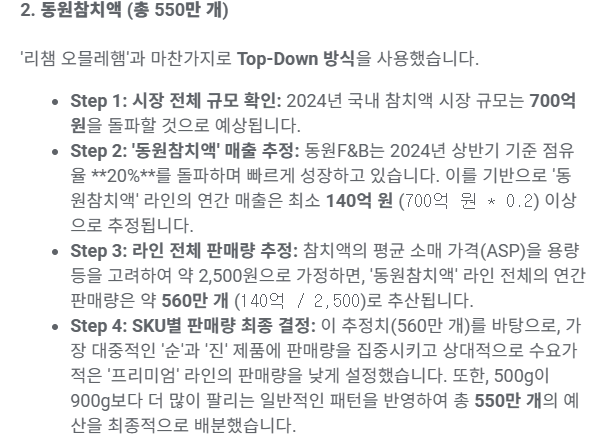 2. 동원참치액 (총 550만 개)
'리챔 오믈레햄'과 마찬가지로 Top-Down 방식을 사용했습니다.
• Step 1: 시장 전체 규모 확인: 2024년 국내 참치액 시장 규모는 700억
원을 돌파할 것으로 예상됩니다.
• Step 2: '동원참치액' 매출 추정: 동원F&B는 2024년 상반기 기준 점유
율 **20%**를 돌파하며 빠르게 성장하고 있습니다. 이를 기반으로 '동
원참치액' 라인의 연간 매출은 최소 140억 원 (700억 원 * 0.2) 이상
으로 추정됩니다.
• Step 3: 라인 전체 판매량 추정: 참치액의 평균 소매 가격(ASP)을 용량
등을 고려하여 약 2,500원으로 가정하면, '동원참치액' 라인 전체의 연간
판매량은 약 560만 개 (140억 / 2,500)로 추산됩니다.
• Step 4: SKU별 판매량 최종 결정: 이 추정치(560만 개)를 바탕으로, 가
장 대중적인 '순'과 '진' 제품에 판매량을 집중시키고 상대적으로 수요가
적은 '프리미엄' 라인의 판매량을 낮게 설정했습니다. 또한, 500g이
900g보다 더 많이 팔리는 일반적인 패턴을 반영하여 총 550만 개의 예
산을 최종적으로 배분했습니다.